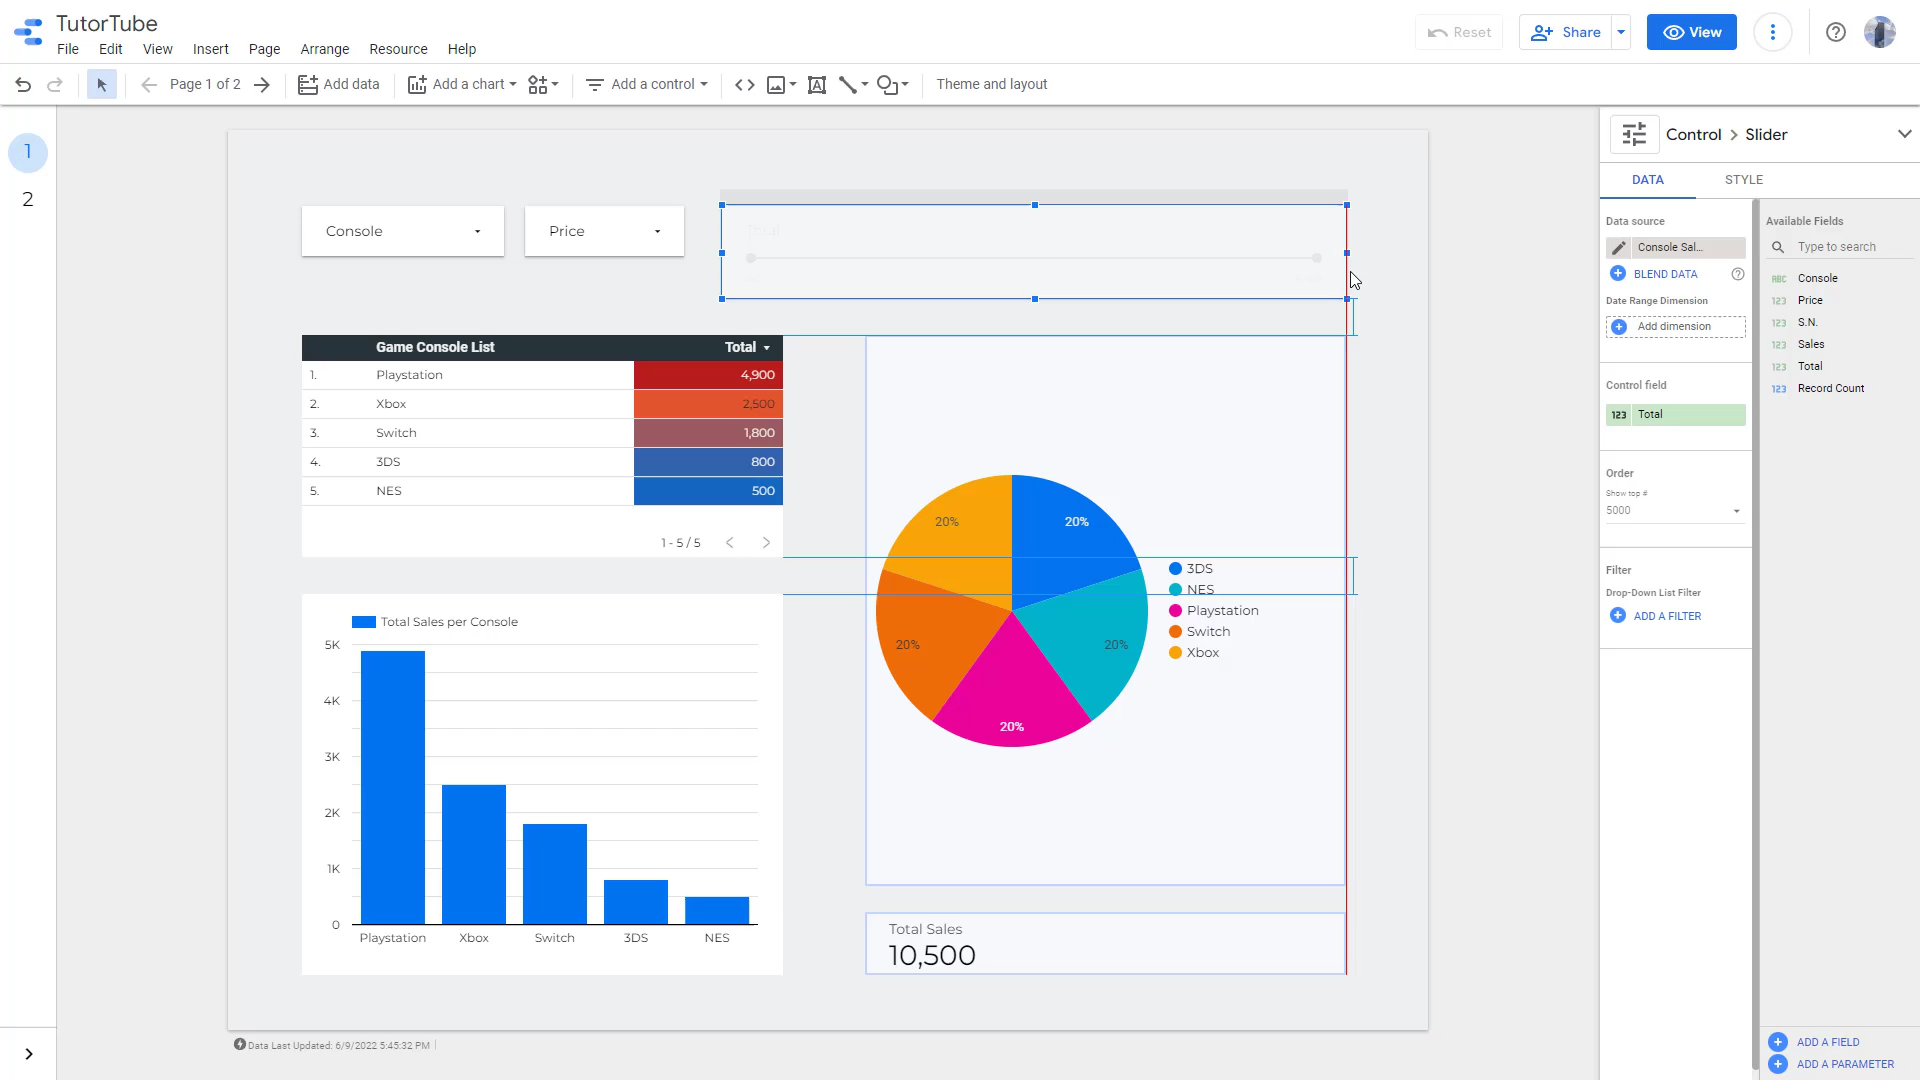 TutorTube
File Edit View Insert Page Arrange Resource Help
Reset
Share
View
Page 1 of 2
Add data
Add a chart
Add a control
Theme and layout
1
2
Control > Slider
DATA STYLE
Data source
Console Sal...
BLEND DATA
Date Range Dimension
Add dimension
Control field
123 Total
Order
Show top #
5000
Filter
Drop-Down List Filter
ADD A FILTER
Available Fields
Type to search
ABC Console
123 Price
123 S.N.
123 Sales
123 Total
123 Record Count
ADD A FIELD
ADD A PARAMETER
Console
Price
Game Console List Total
1. Playstation 4,900
2. Xbox 2,500
3. Switch 1,800
4. 3DS 800
5. NES 500
1 - 5 / 5
Total Sales per Console
5K
4K
3K
2K
1K
0
Playstation Xbox Switch 3DS NES
20%
20%
20%
20%
20%
3DS
NES
Playstation
Switch
Xbox
Total Sales
10,500
Data Last Updated: 6/9/2022 5:45:32 PM